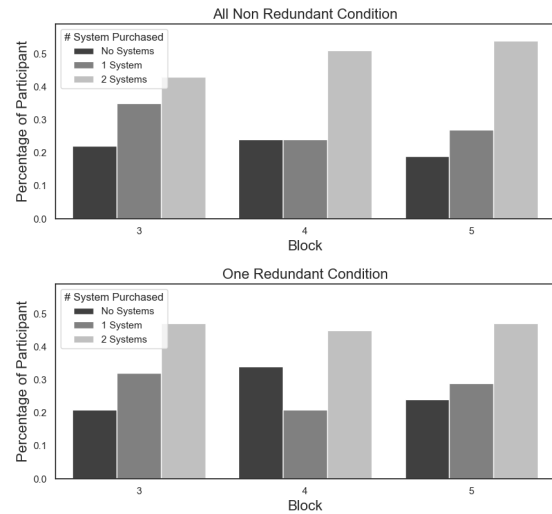 All Non Redundant Condition
# System Purchased
No Systems
1 System
2 Systems
Percentage of Participant
0.5
0.4
0.3
0.2
0.1
0.0
3 4 5
Block
One Redundant Condition
# System Purchased
No Systems
1 System
2 Systems
Percentage of Participant
0.5
0.4
0.3
0.2
0.1
0.0
3 4 5
Block